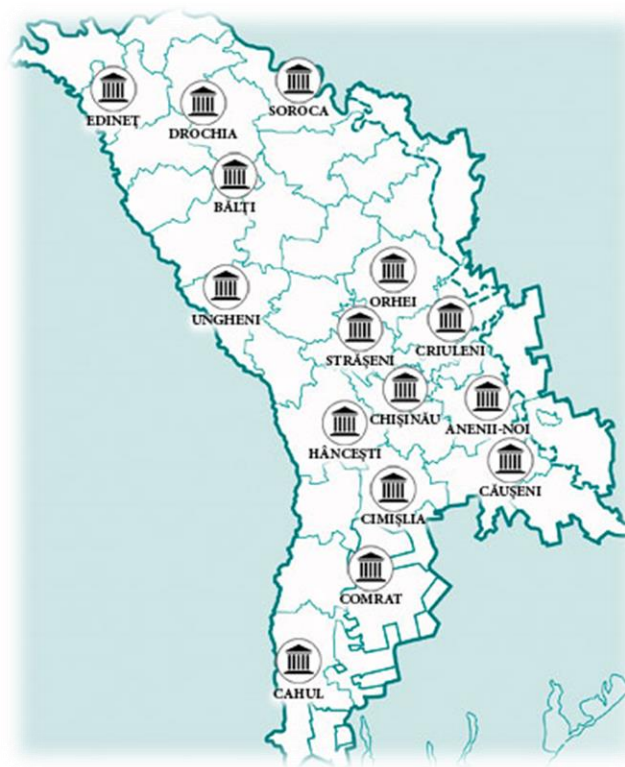 EDINEȚ
DROCHIA
SOROCA
BĂLȚI
UNGHENI
ORHEI
STRĂȘENI
CRIULENI
CHIȘINĂU
ANENII-NOI
HÂNCEȘTI
CĂUȘENI
CIMIȘLIA
COMRAT
CAHUL